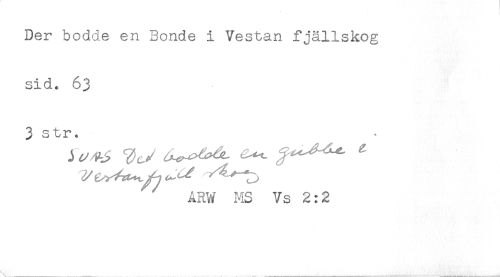 Der bodde en Bonde i Vestan fjällskog
sid. 63
3 str.
SVAS Det bodde en gubbe i
Vestanfjäll skog
ARW MS Vs 2:2